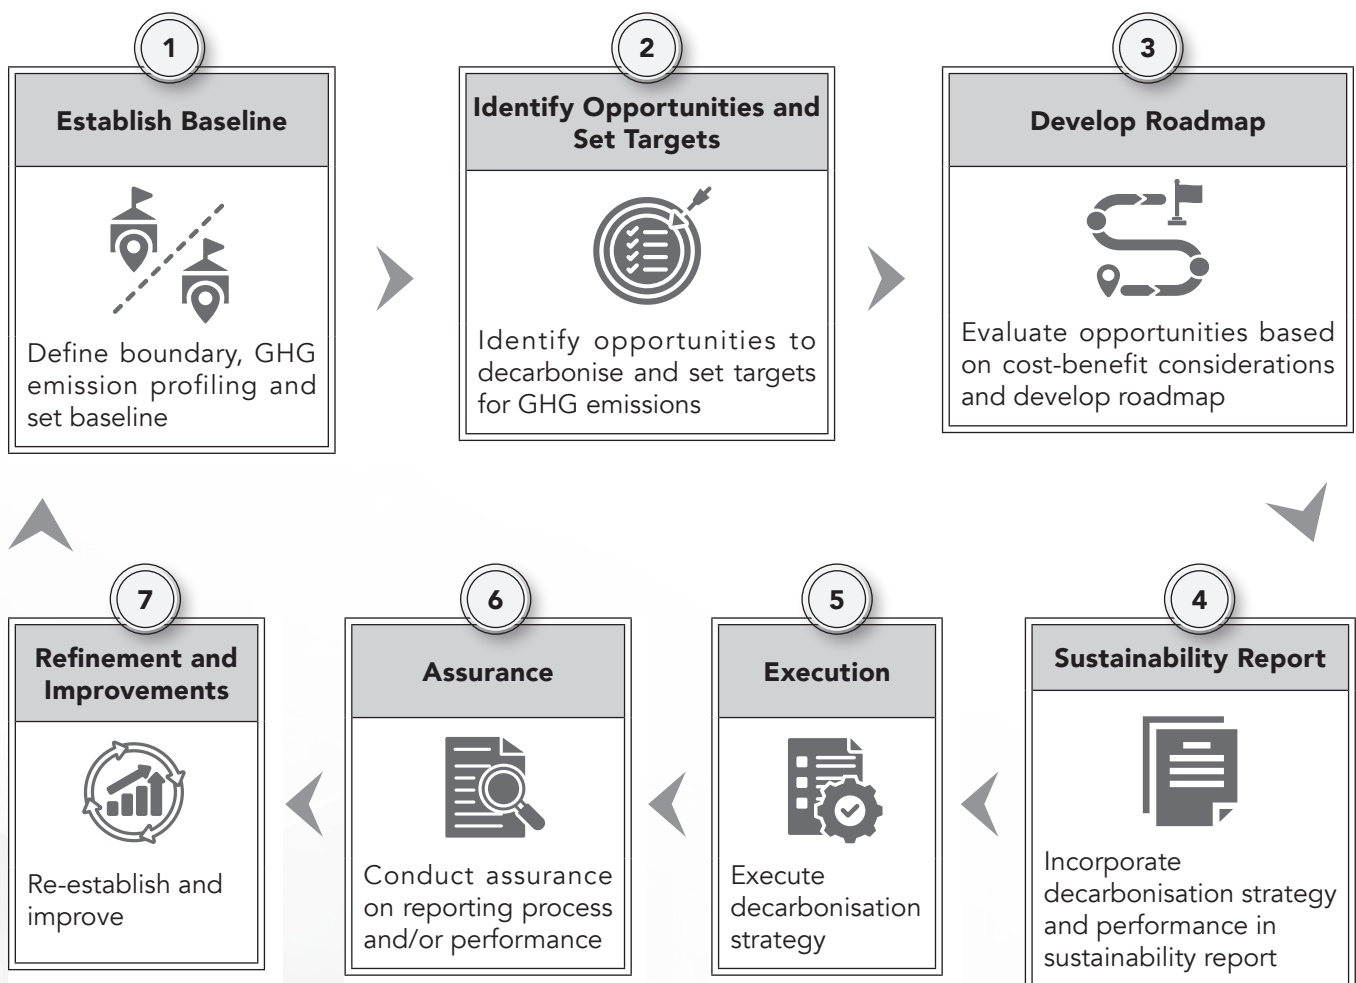 1
Establish Baseline
Define boundary, GHG
emission profiling and
set baseline
2
Identify Opportunities and
Set Targets
Identify opportunities to
decarbonise and set targets
for GHG emissions
3
Develop Roadmap
Evaluate opportunities based
on cost-benefit considerations
and develop roadmap
4
Sustainability Report
Incorporate
decarbonisation strategy
and performance in
sustainability report
5
Execution
Execute
decarbonisation
strategy
6
Assurance
Conduct assurance
on reporting process
and/or performance
7
Refinement and
Improvements
Re-establish and
improve